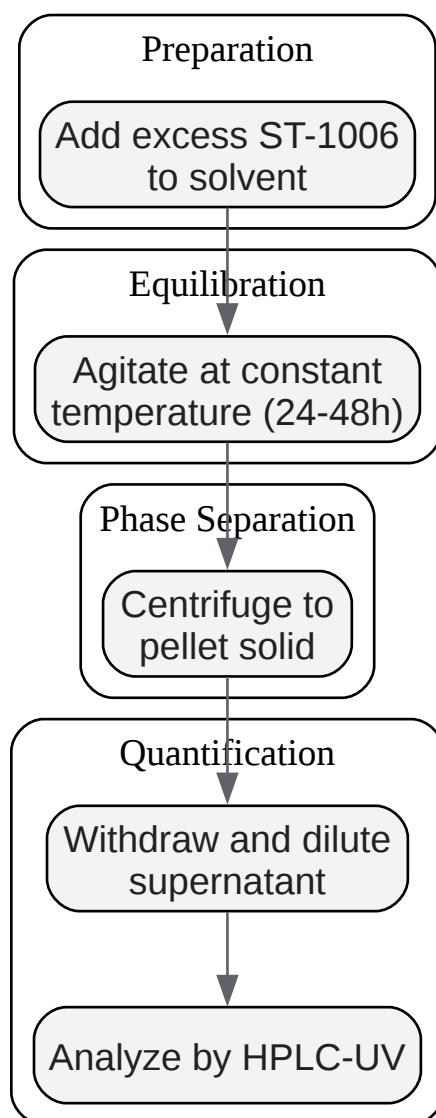 Preparation
Add excess ST-1006
to solvent
Equilibration
Agitate at constant
temperature (24-48h)
Phase Separation
Centrifuge to
pellet solid
Quantification
Withdraw and dilute
supernatant
Analyze by HPLC-UV